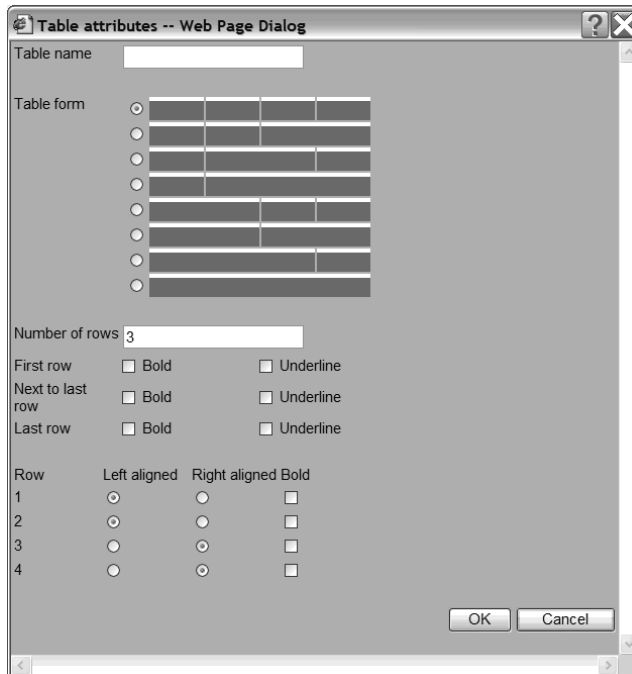 Table attributes -- Web Page Dialog
Table name
Table form
Number of rows 3
First row Bold Underline
Next to last row Bold Underline
Last row Bold Underline
Row Left aligned Right aligned Bold
1
2
3
4
OK Cancel